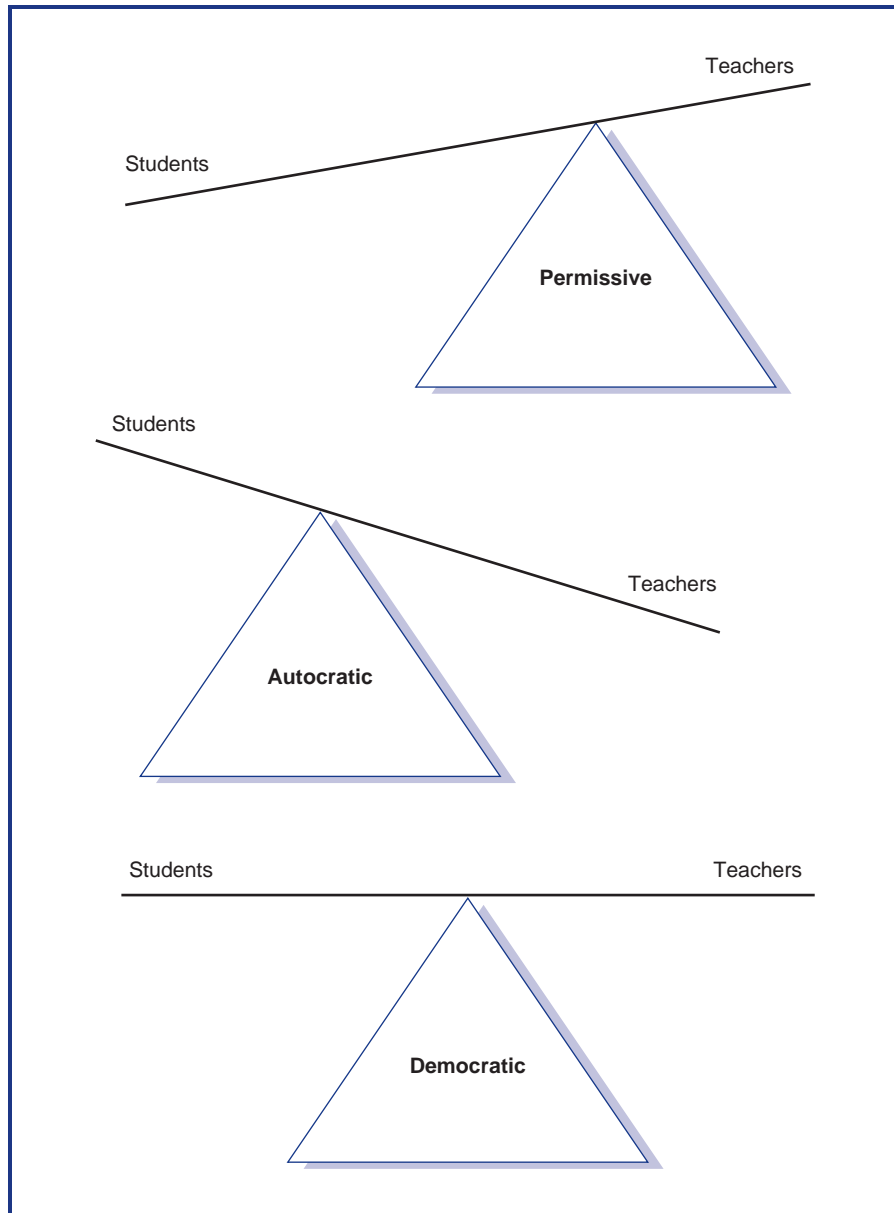 Teachers
Students
Permissive
Students
Teachers
Autocratic
Students Teachers
Democratic